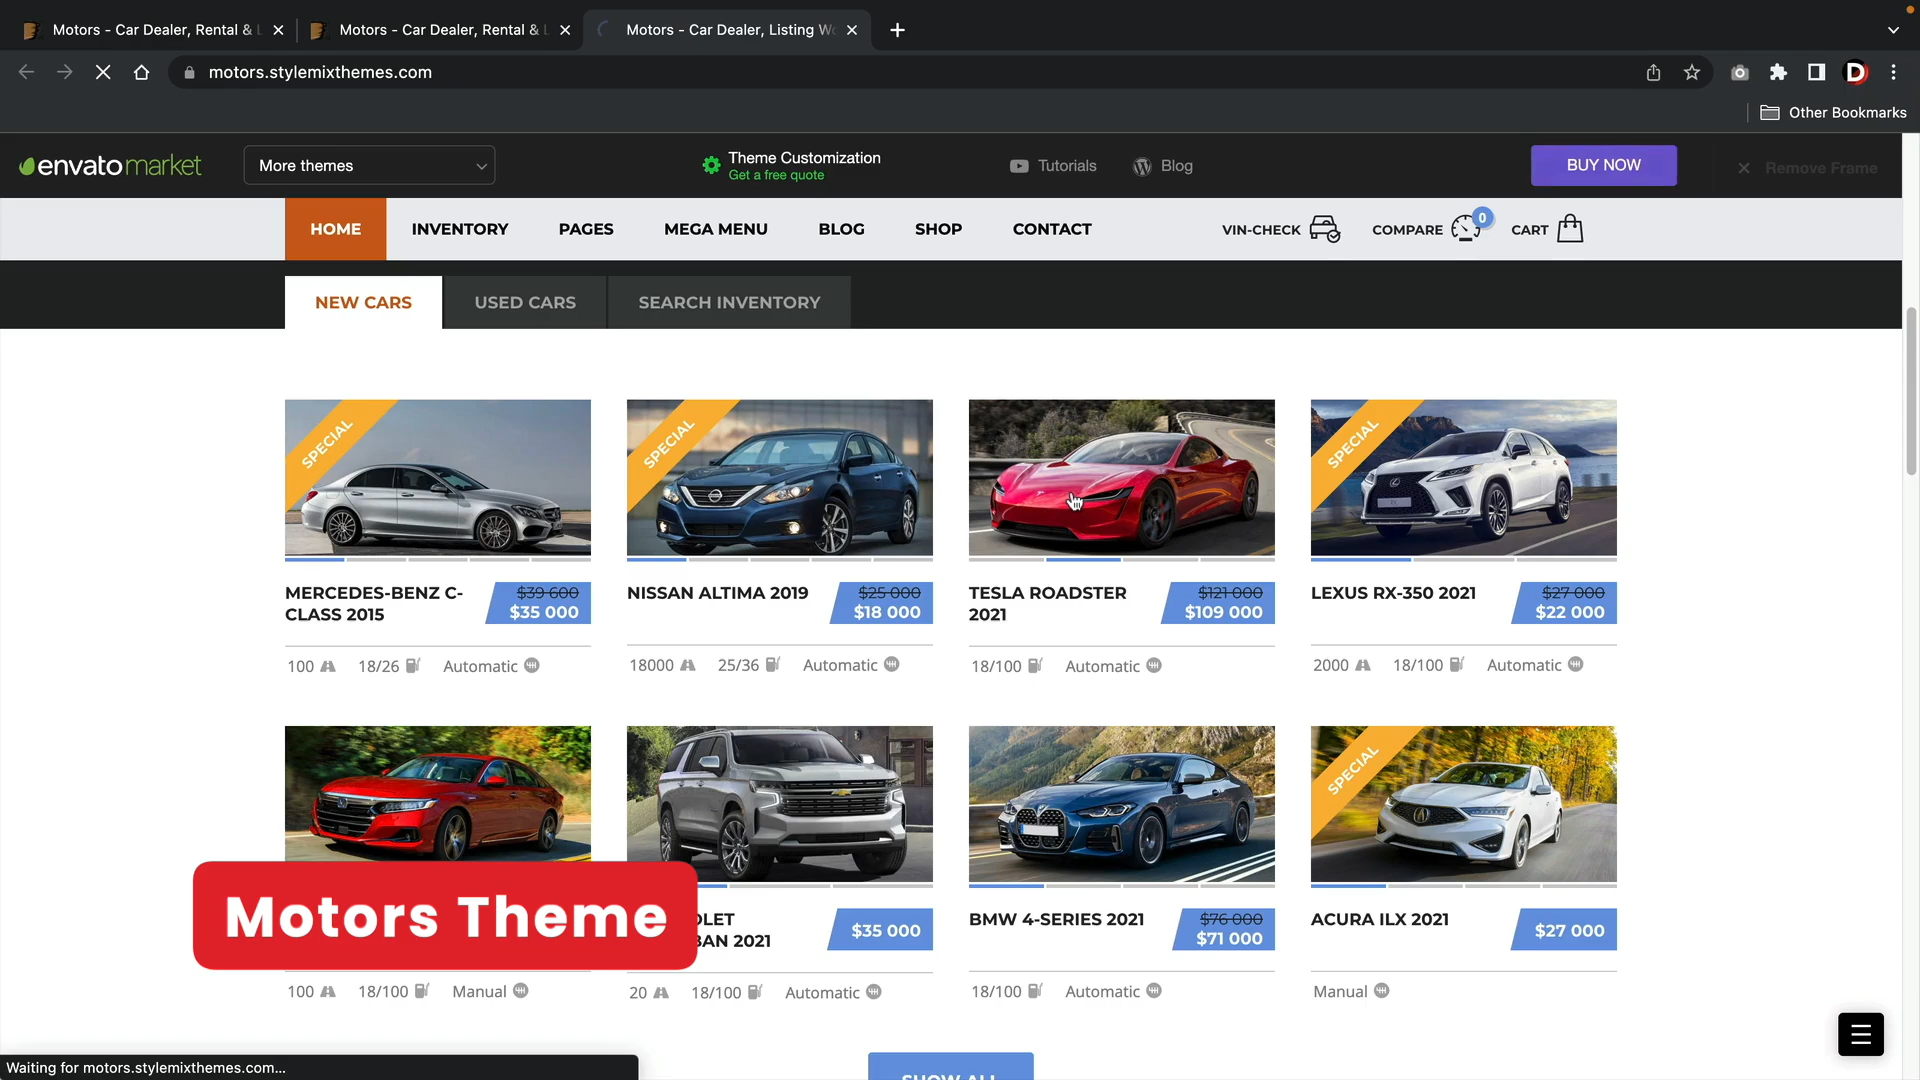 Motors - Car Dealer, Rental &
Motors - Car Dealer, Rental &
Motors - Car Dealer, Listing Wo
motors.stylemixthemes.com
Other Bookmarks
envatomarket
More themes
Theme Customization
Get a free quote
Tutorials
Blog
BUY NOW
Remove Frame
HOME
INVENTORY
PAGES
MEGA MENU
BLOG
SHOP
CONTACT
VIN-CHECK
COMPARE
0
CART
NEW CARS
USED CARS
SEARCH INVENTORY
SPECIAL
SPECIAL
SPECIAL
MERCEDES-BENZ C-
CLASS 2015
$39 600
$35 000
NISSAN ALTIMA 2019
$25 000
$18 000
TESLA ROADSTER
2021
$121 000
$109 000
LEXUS RX-350 2021
$27 000
$22 000
100
18/26
Automatic
18000
25/36
Automatic
18/100
Automatic
2000
18/100
Automatic
SPECIAL
Motors Theme
OLET
BAN 2021
$35 000
BMW 4-SERIES 2021
$76 000
$71 000
ACURA ILX 2021
$27 000
100
18/100
Manual
20
18/100
Automatic
18/100
Automatic
Manual
SHOW ALL
Waiting for motors.stylemixthemes.com...